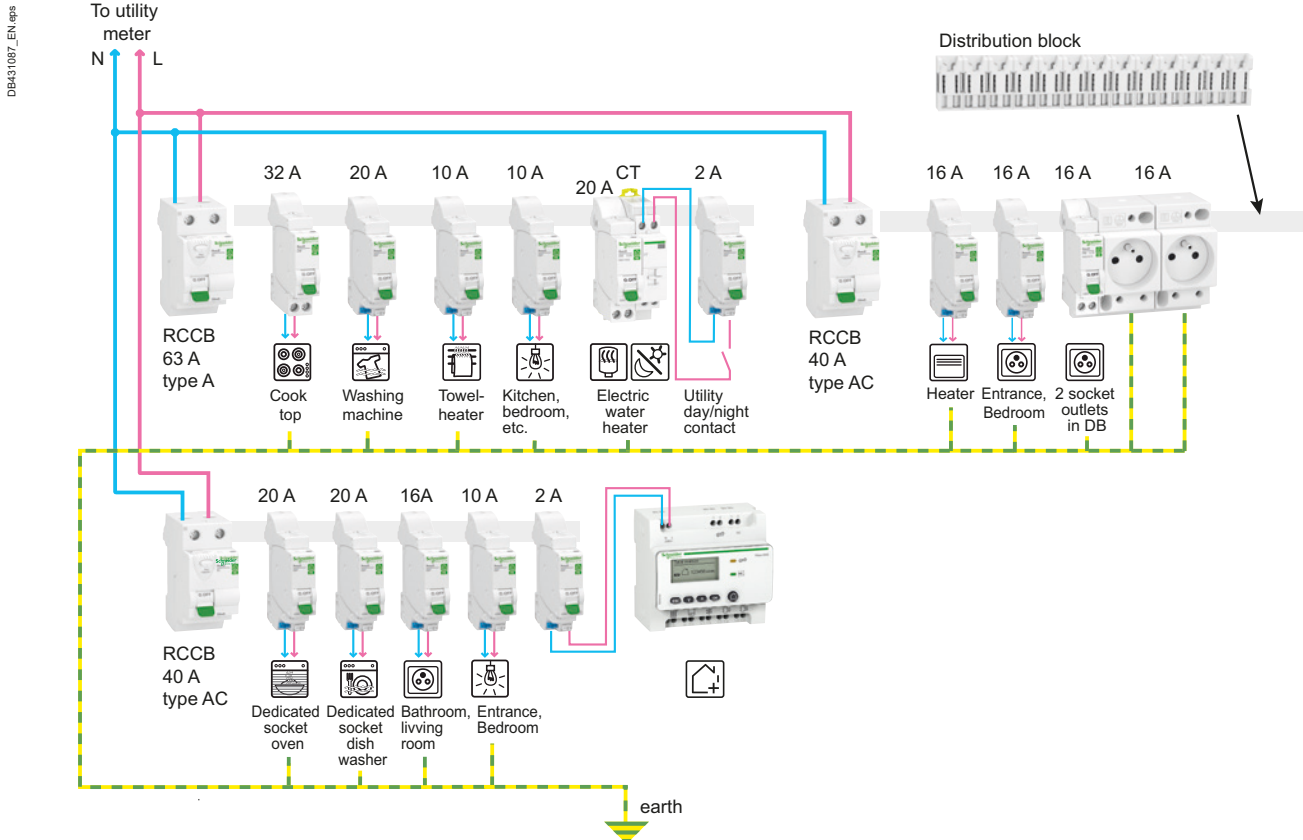 DB431087_EN.eps
To utility
meter
N
L
Distribution block
32 A
20 A
10 A
10 A
20 A
CT
2 A
16 A
16 A
16 A
16 A
RCCB
63 A
type A
Cook
top
Washing
machine
Towel-
heater
Kitchen,
bedroom,
etc.
Electric
water
heater
Utility
day/night
contact
RCCB
40 A
type AC
Heater
Entrance,
Bedroom
2 socket
outlets
in DB
20 A
20 A
16A
10 A
2 A
Schneider
RCCB
40 A
type AC
Dedicated
socket
oven
Dedicated
socket
dish
washer
Bathroom,
livving
room
Entrance,
Bedroom
earth